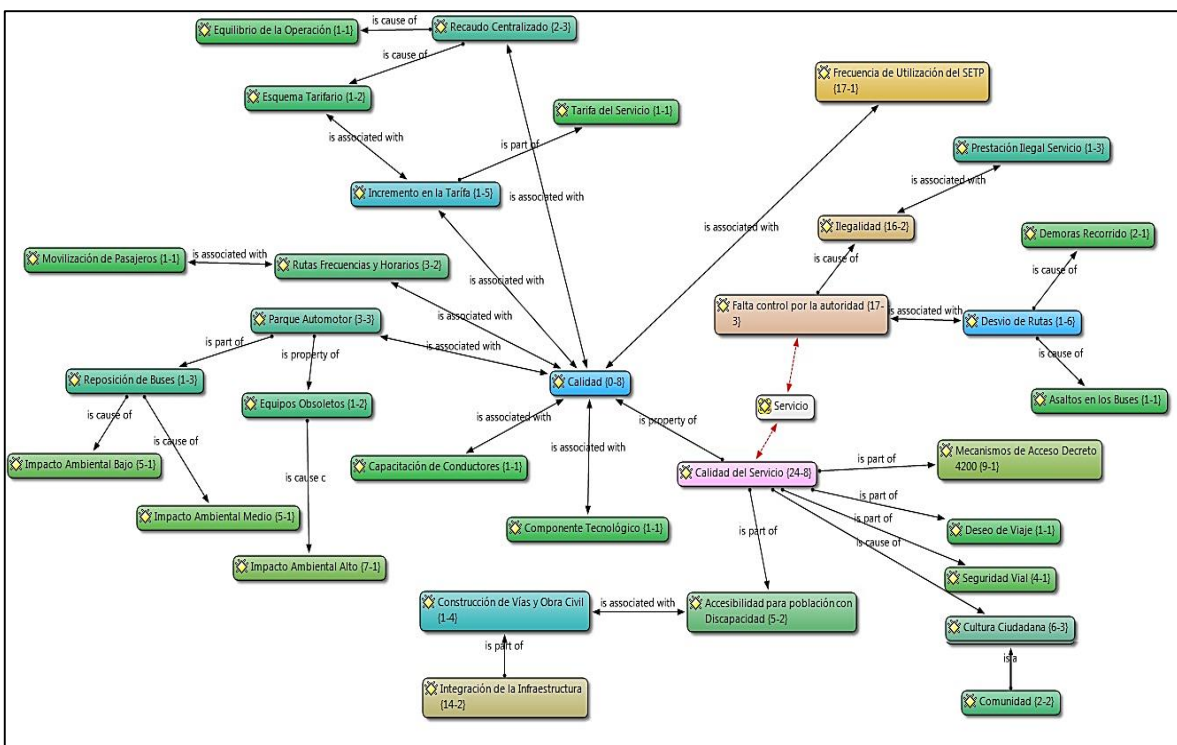 Equilibrio de la Operación {1-1}
is cause of
Recaudo Centralizado {2-3}
is cause of
Esquema Tarifario {1-2}
Frecuencia de Utilización del SETP
{17-1}
Tarifa del Servicio {1-1}
is associated with
is part of
Prestación Ilegal Servicio {1-3}
Incremento en la Tarífa {1-5}
is associated with
is associated with
is associated with
Ilegalidad {16-2}
Demoras Recorrido {2-1}
Movilización de Pasajeros {1-1}
is associated with
Rutas Frecuencias y Horarios {3-2}
is associated with
is cause of
is cause of
Falta control por la autoridad {17-
3}
is associated with
Desvio de Rutas {1-6}
Parque Automotor {3-3}
is associated with
is part of
is property of
is associated with
is cause of
Reposición de Buses {1-3}
Calidad {0-8}
Equipos Obsoletos {1-2}
Servicio
Asaltos en los Buses {1-1}
is cause of
is associated with
is property of
is cause of
is associated with
Impacto Ambiental Bajo {5-1}
Capacitación de Conductores {1-1}
Calidad del Servicio {24-8}
is part of
Mecanismos de Acceso Decreto
4200 {9-1}
is cause c
Impacto Ambiental Medio {5-1}
Componente Tecnológico {1-1}
is part of
is part of
Deseo de Viaje {1-1}
is cause of
Impacto Ambiental Alto {7-1}
Seguridad Vial {4-1}
Construcción de Vías y Obra Civil
{1-4}
is associated with
Accesibilidad para población con
Discapacidad {5-2}
Cultura Ciudadana {6-3}
is part of
is a
Integración de la Infraestructura
{14-2}
Comunidad {2-2}